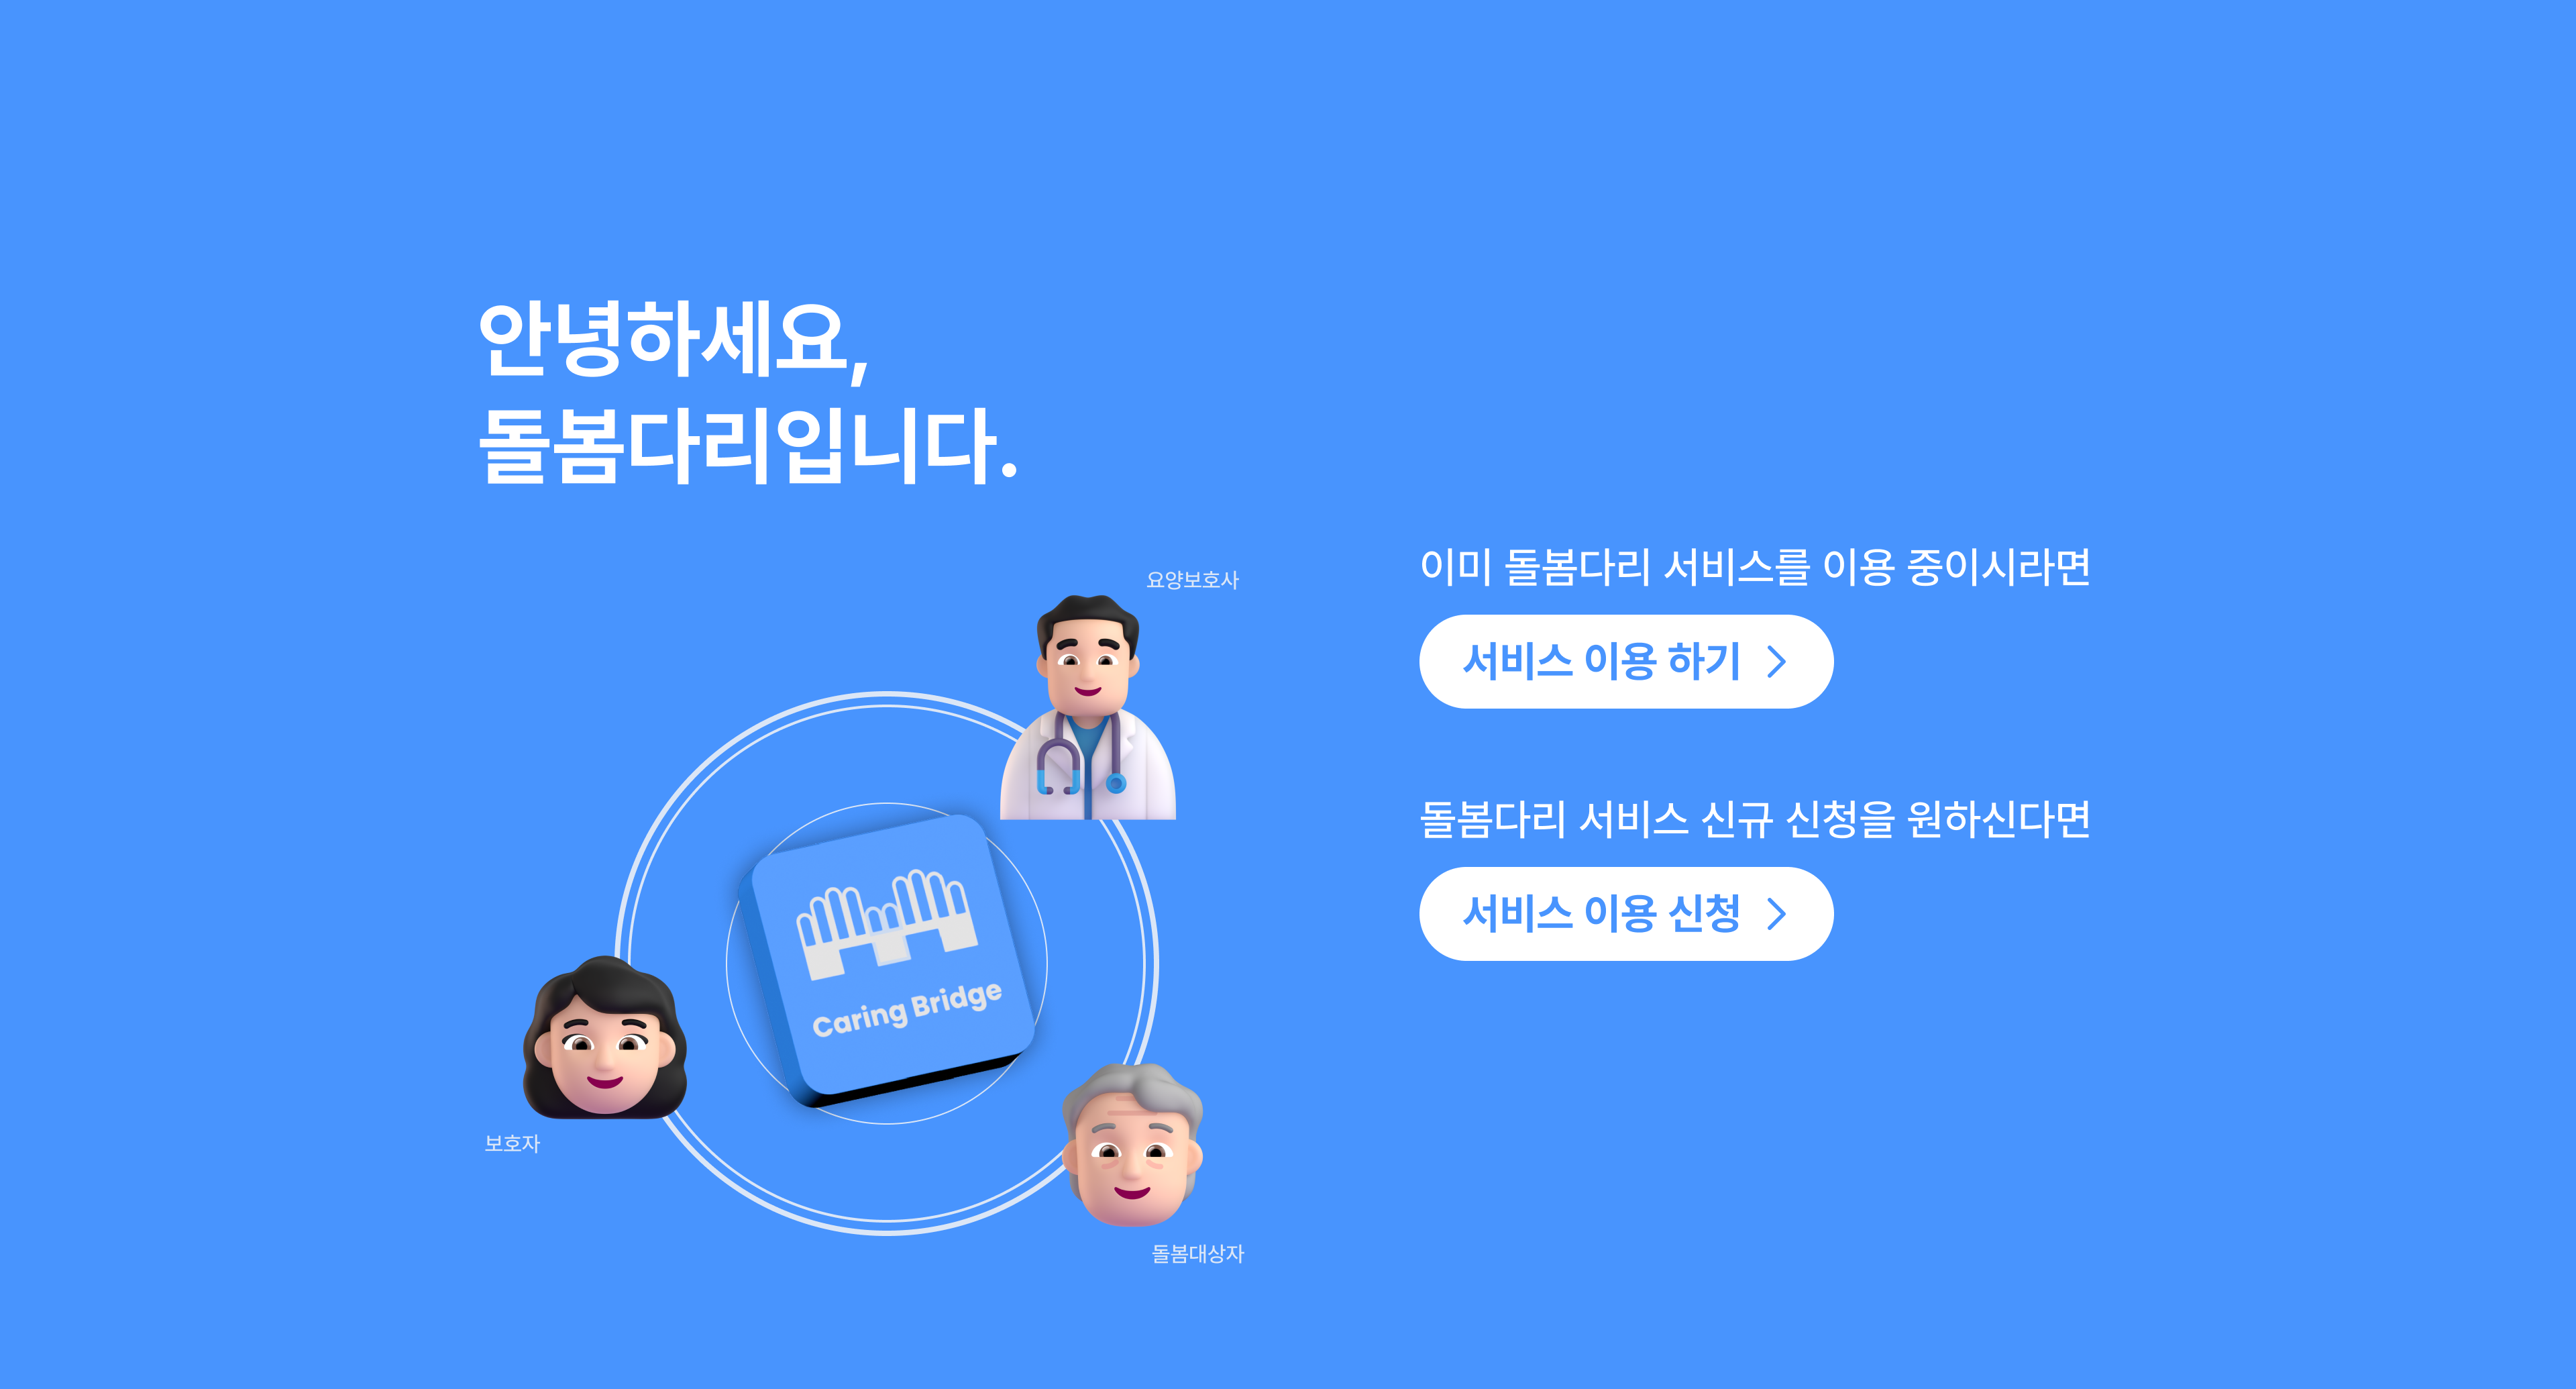 안녕하세요,
돌봄다리입니다.
요양보호사
Caring Bridge
보호자
돌봄대상자
이미 돌봄다리 서비스를 이용 중이시라면
서비스 이용 하기
돌봄다리 서비스 신규 신청을 원하신다면
서비스 이용 신청